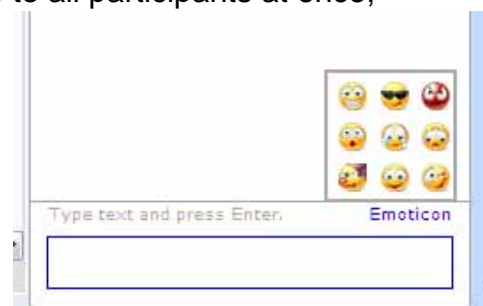 to all participants at once,
Type text and press Enter.
Emoticon